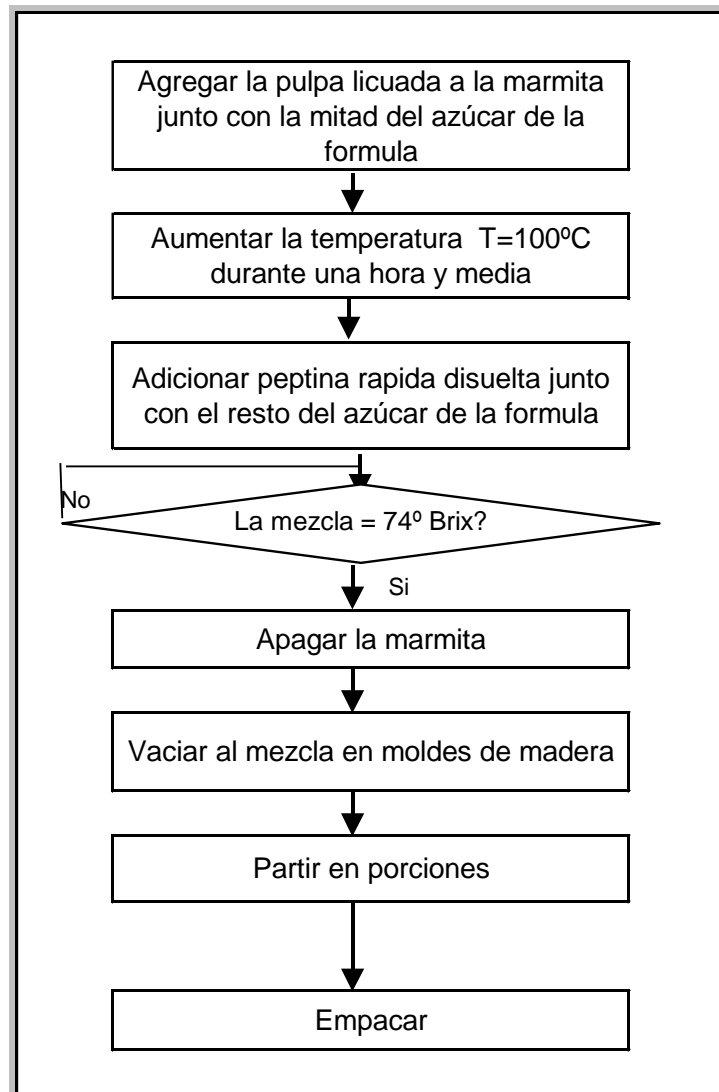 Agregar la pulpa licuada a la marmita
junto con la mitad del azúcar de la
formula
Aumentar la temperatura T=100ºC
durante una hora y media
Adicionar peptina rapida disuelta junto
con el resto del azúcar de la formula
No
La mezcla = 74º Brix?
Si
Apagar la marmita
Vaciar al mezcla en moldes de madera
Partir en porciones
Empacar